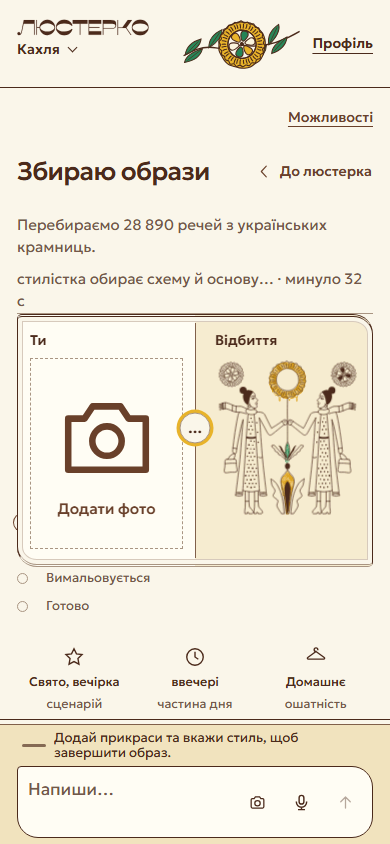 ЛЮСТЕРКО
Кахля
Профіль
Можливості
Збираю образи
До люстерка
Перебираємо 28 890 речей з українських
крамниць.
стилістка обирає схему й основу… · минуло 32
с
Ти
Відбиття
...
Додати фото
Вимальовується
Готово
Свято, вечірка
ввечері
Домашнє
сценарій
частина дня
ошатність
Додай прикраси та вкажи стиль, щоб
завершити образ.
Напиши...